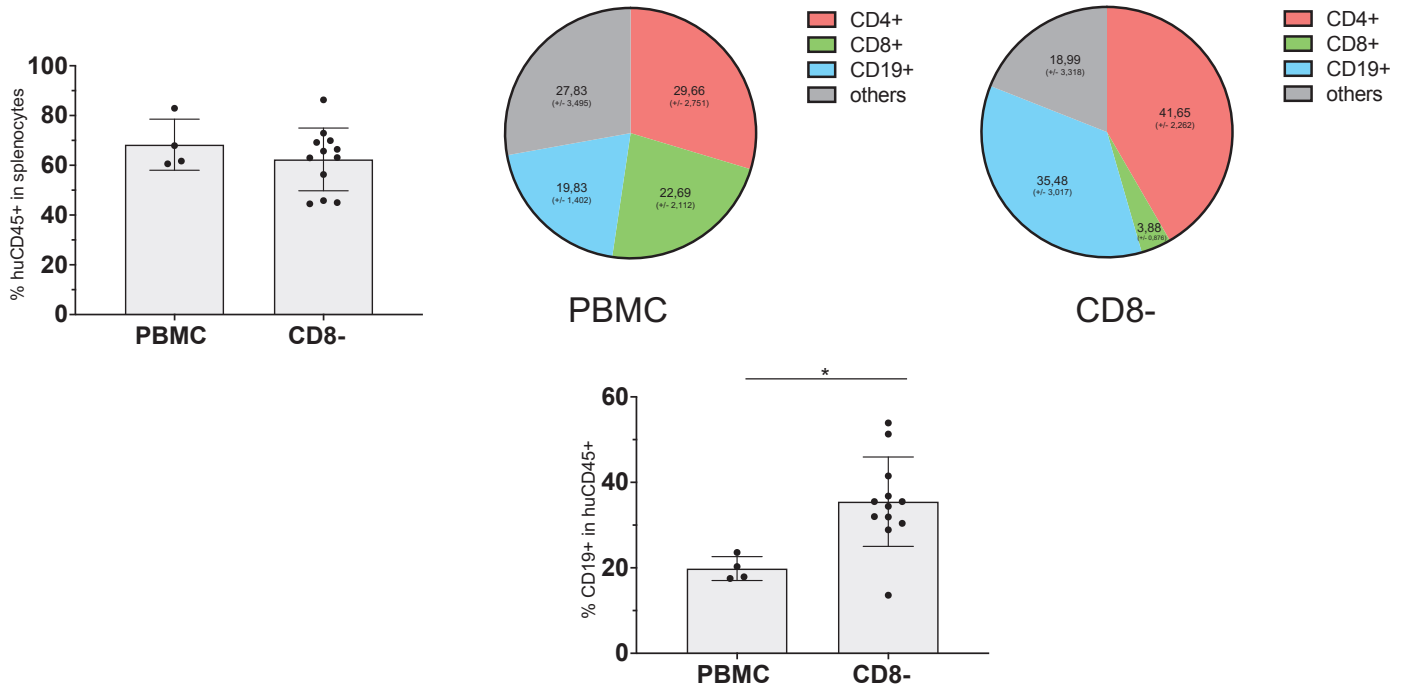 % huCD45+ in splenocytes
100
80
60
40
20
0
PBMC
CD8-
27,83
(+/- 3,495)
29,66
(+/- 2,751)
19,83
(+/- 1,402)
22,69
(+/- 2,112)
CD4+
CD8+
CD19+
others
PBMC
18,99
(+/- 3,318)
41,65
(+/- 2,262)
35,48
(+/- 3,017)
3,88
(+/- 0,876)
CD4+
CD8+
CD19+
others
CD8-
*
% CD19+ in huCD45+
60
40
20
0
PBMC
CD8-